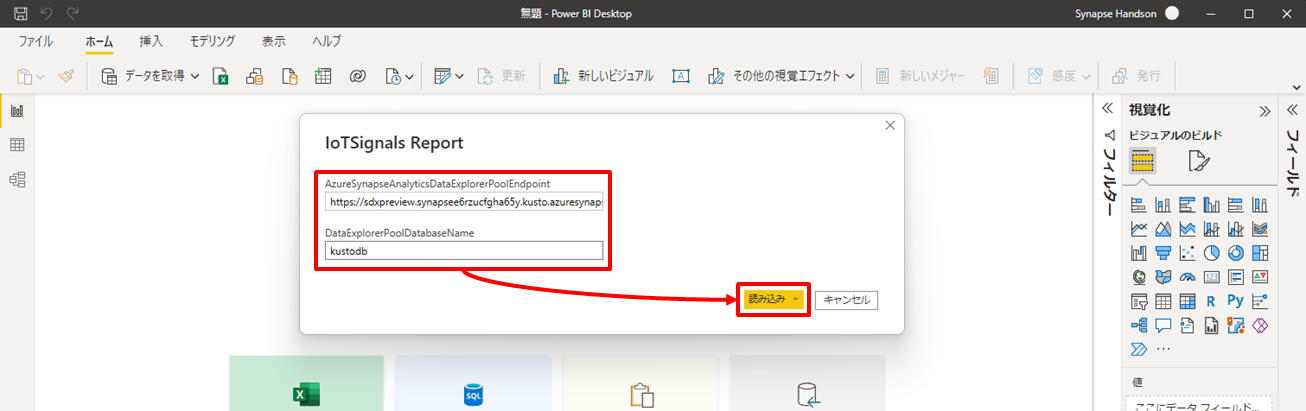 無題 - Power BI Desktop
Synapse Handson
ファイル
ホーム
挿入
モデリング
表示
ヘルプ
データを取得
更新
新しいビジュアル
A
その他の視覚エフェクト
新しいメジャー
感度
発行
IoTSignals Report
AzureSynapseAnalyticsDataExplorerPoolEndpoint
https://sdxpreview.synapsee6rzucfgha65y.kusto.azuresynaps
DataExplorerPoolDatabaseName
kustodb
読み込み
キャンセル
SQL
フィルター
視覚化
ビジュアルのビルド
123
R
Py
値
ここにデータ フィールド...
フィールド